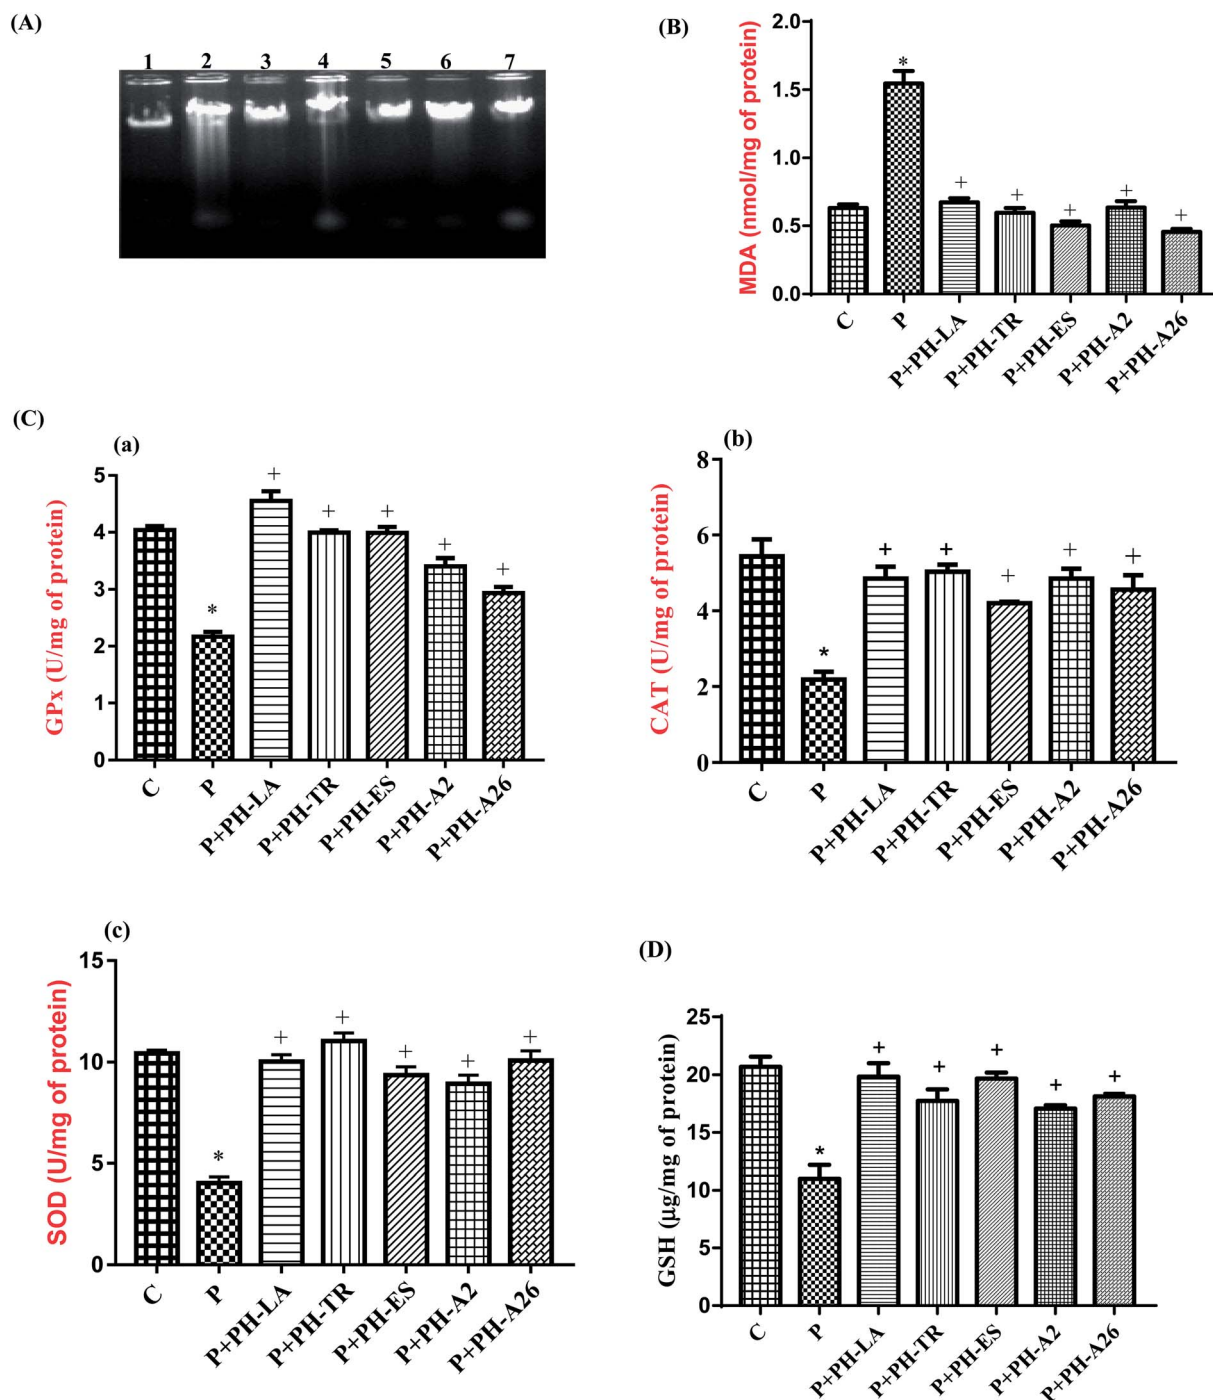 (A)
1 2 3 4 5 6 7
(B)
MDA (nmol/mg of protein)
2.0
1.5
1.0
0.5
0.0
*
+ + + + +
C P P+PH-LA P+PH-TR P+PH-ES P+PH-A2 P+PH-A26
(C)
(a)
GPx (U/mg of protein)
5
4
3
2
1
0
*
+ + + + +
C P P+PH-LA P+PH-TR P+PH-ES P+PH-A2 P+PH-A26
(b)
CAT (U/mg of protein)
8
6
4
2
0
*
+ + + + +
C P P+PH-LA P+PH-TR P+PH-ES P+PH-A2 P+PH-A26
(c)
SOD (U/mg of protein)
15
10
5
0
*
+ + + + +
C P P+PH-LA P+PH-TR P+PH-ES P+PH-A2 P+PH-A26
(D)
GSH (µg/mg of protein)
25
20
15
10
5
0
*
+ + + + +
C P P+PH-LA P+PH-TR P+PH-ES P+PH-A2 P+PH-A26